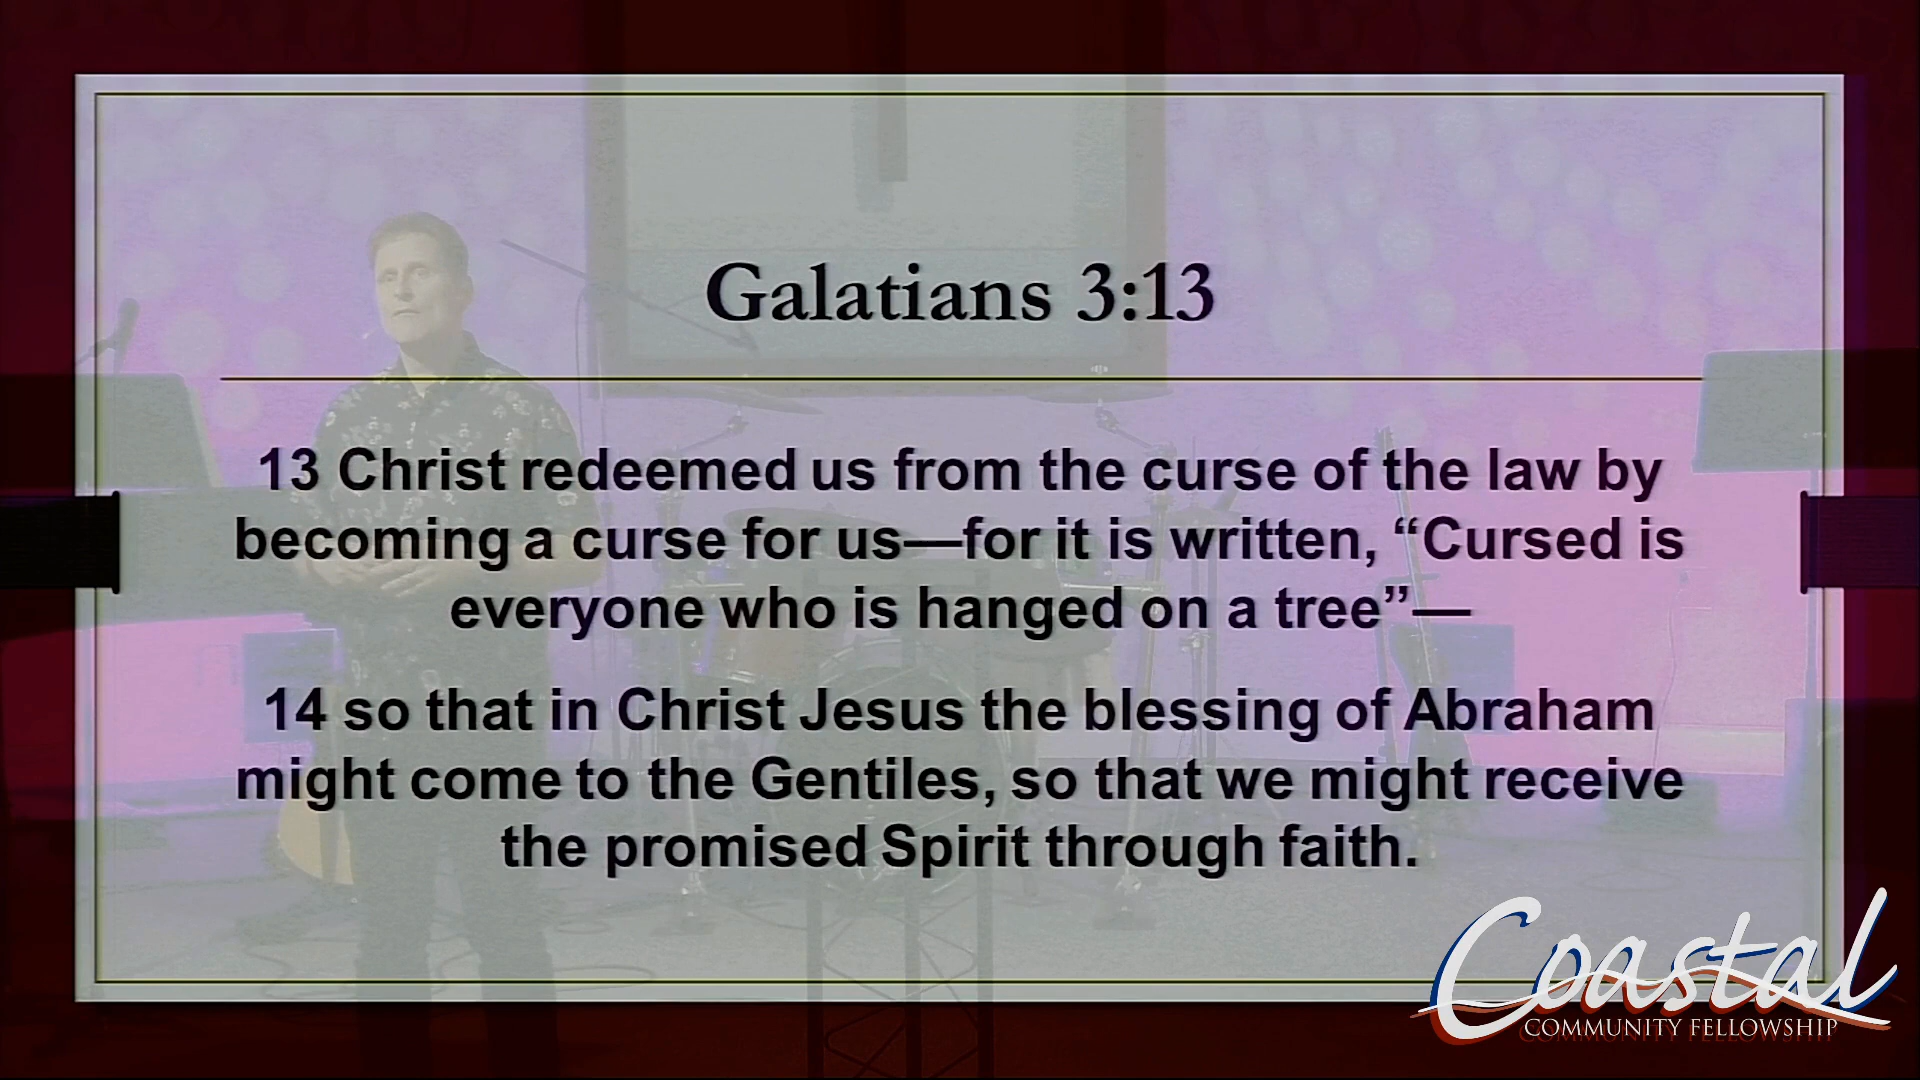 Galatians 3:13
13 Christ redeemed us from the curse of the law by
becoming a curse for us—for it is written, “Cursed is
everyone who is hanged on a tree”—
14 so that in Christ Jesus the blessing of Abraham
might come to the Gentiles, so that we might receive
the promised Spirit through faith.
Coastal
COMMUNITY FELLOWSHIP